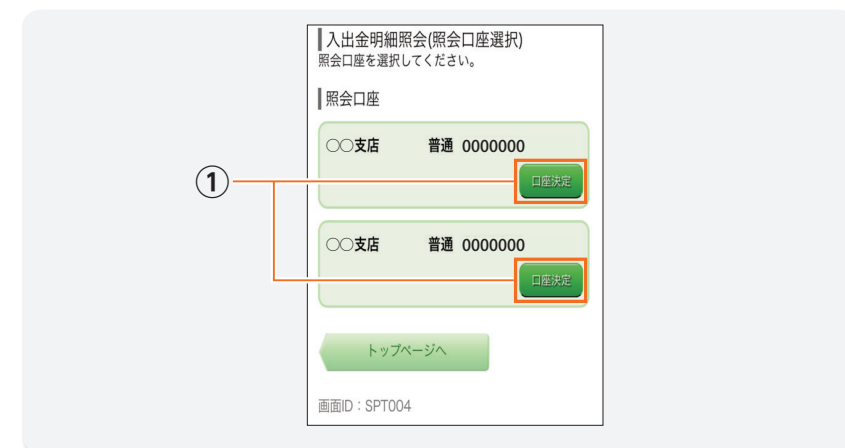 入出金明細照会(照会口座選択)
照会口座を選択してください。
照会口座
○○支店 普通 0000000
口座決定
①
○○支店 普通 0000000
口座決定
トップページへ
画面ID：SPT004